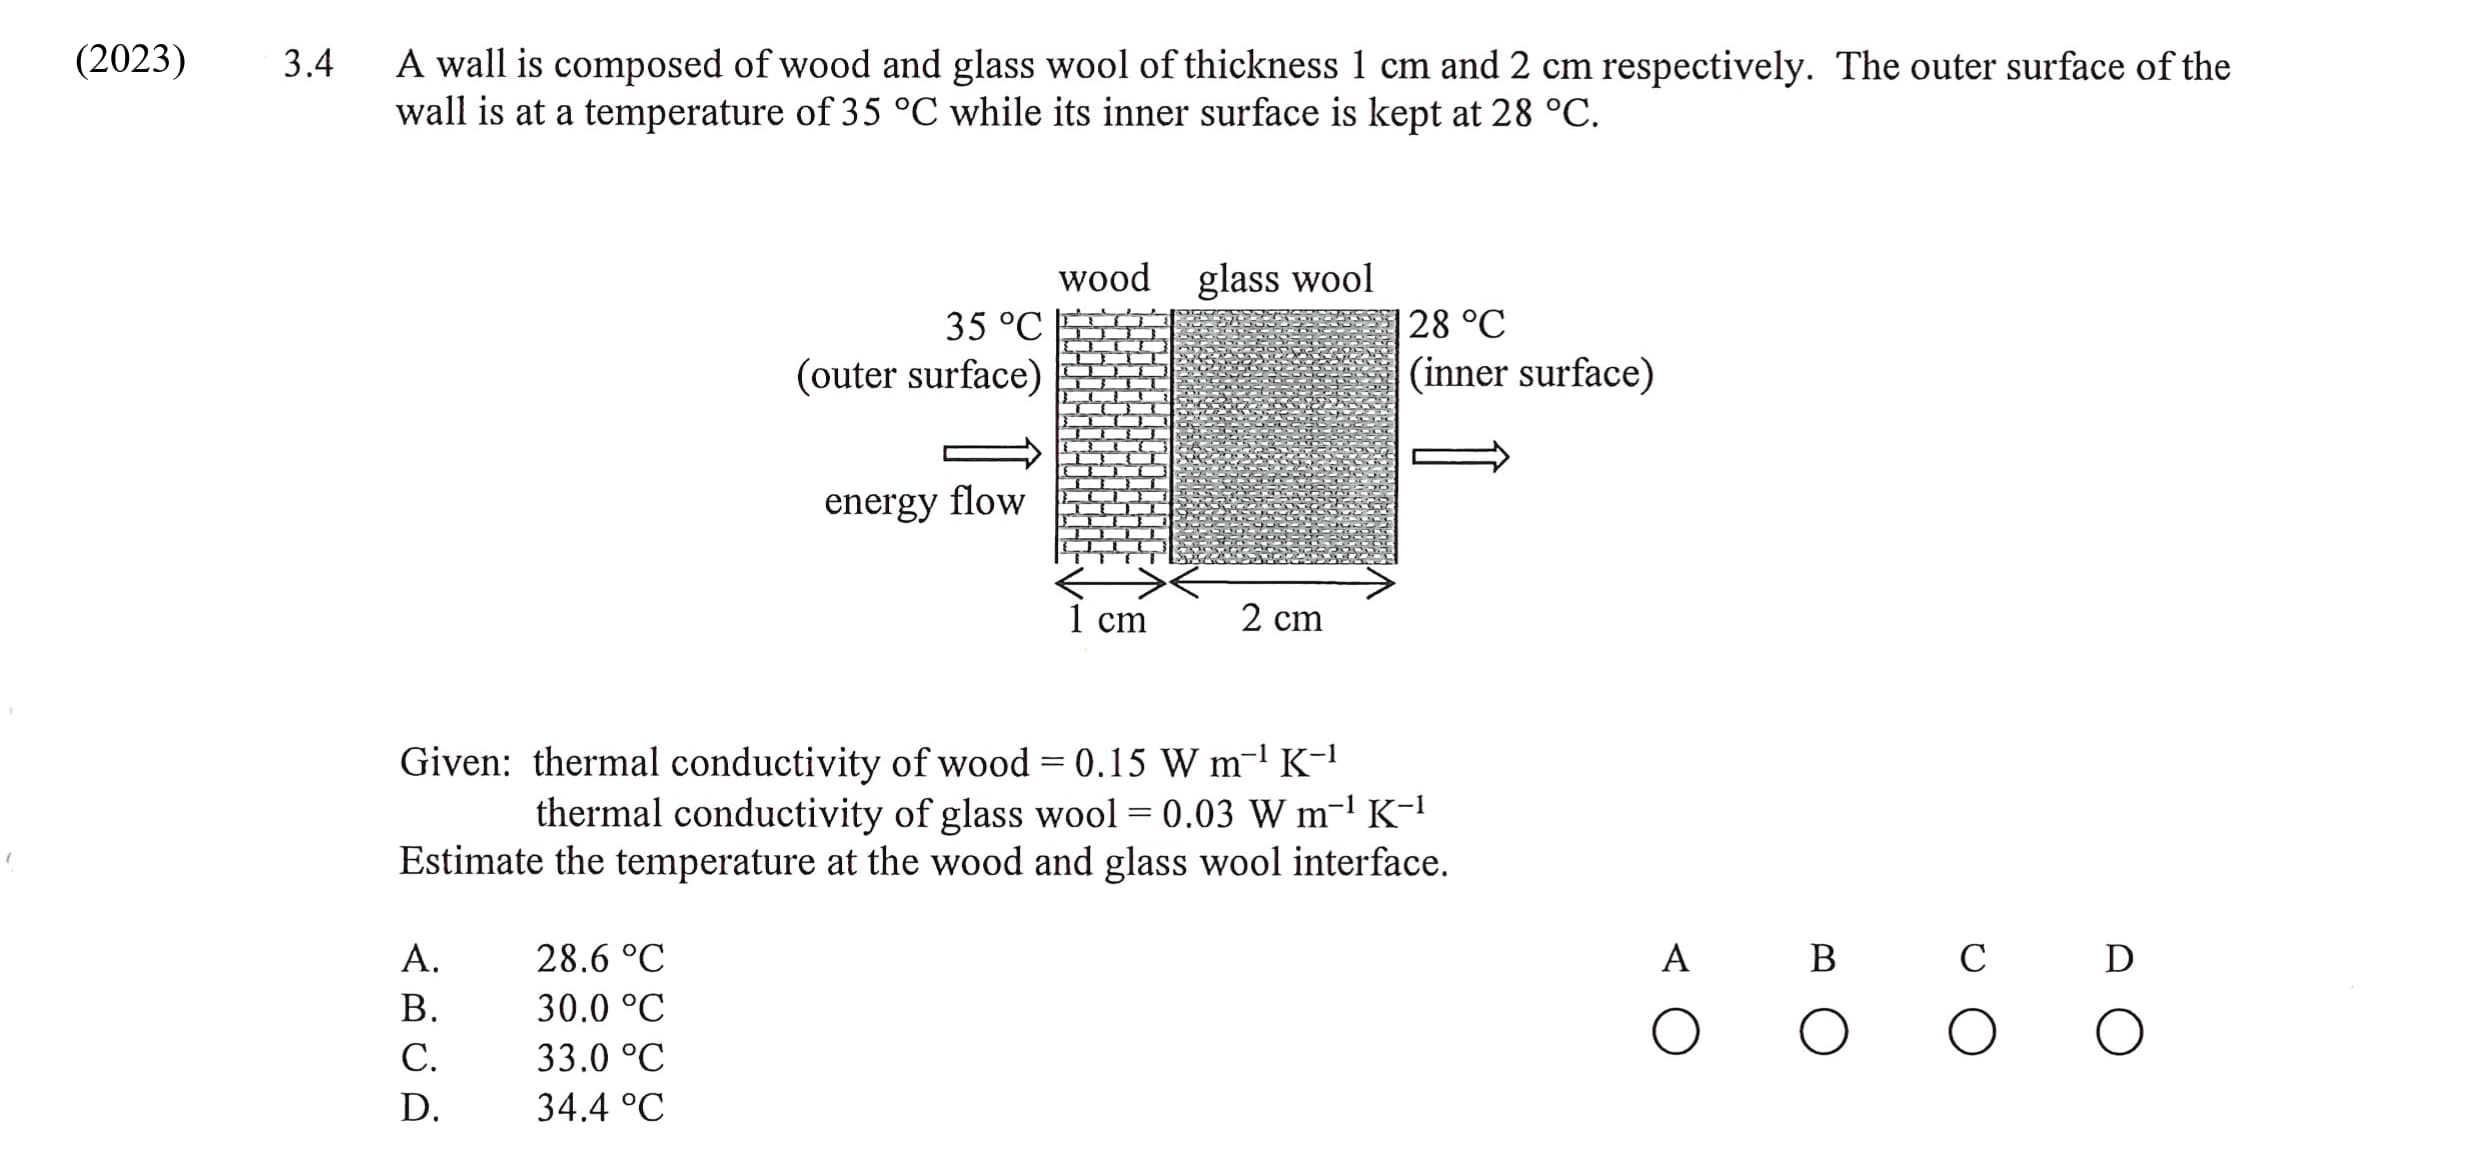 (2023) 3.4 A wall is composed of wood and glass wool of thickness 1 cm and 2 cm respectively. The outer surface of the
wall is at a temperature of 35 °C while its inner surface is kept at 28 °C.
wood glass wool
35 °C 28 °C
(outer surface) (inner surface)
energy flow
1 cm 2 cm
Given: thermal conductivity of wood = 0.15 W m⁻¹ K⁻¹
thermal conductivity of glass wool = 0.03 W m⁻¹ K⁻¹
Estimate the temperature at the wood and glass wool interface.
A. 28.6 °C A B C D
B. 30.0 °C
C. 33.0 °C
D. 34.4 °C